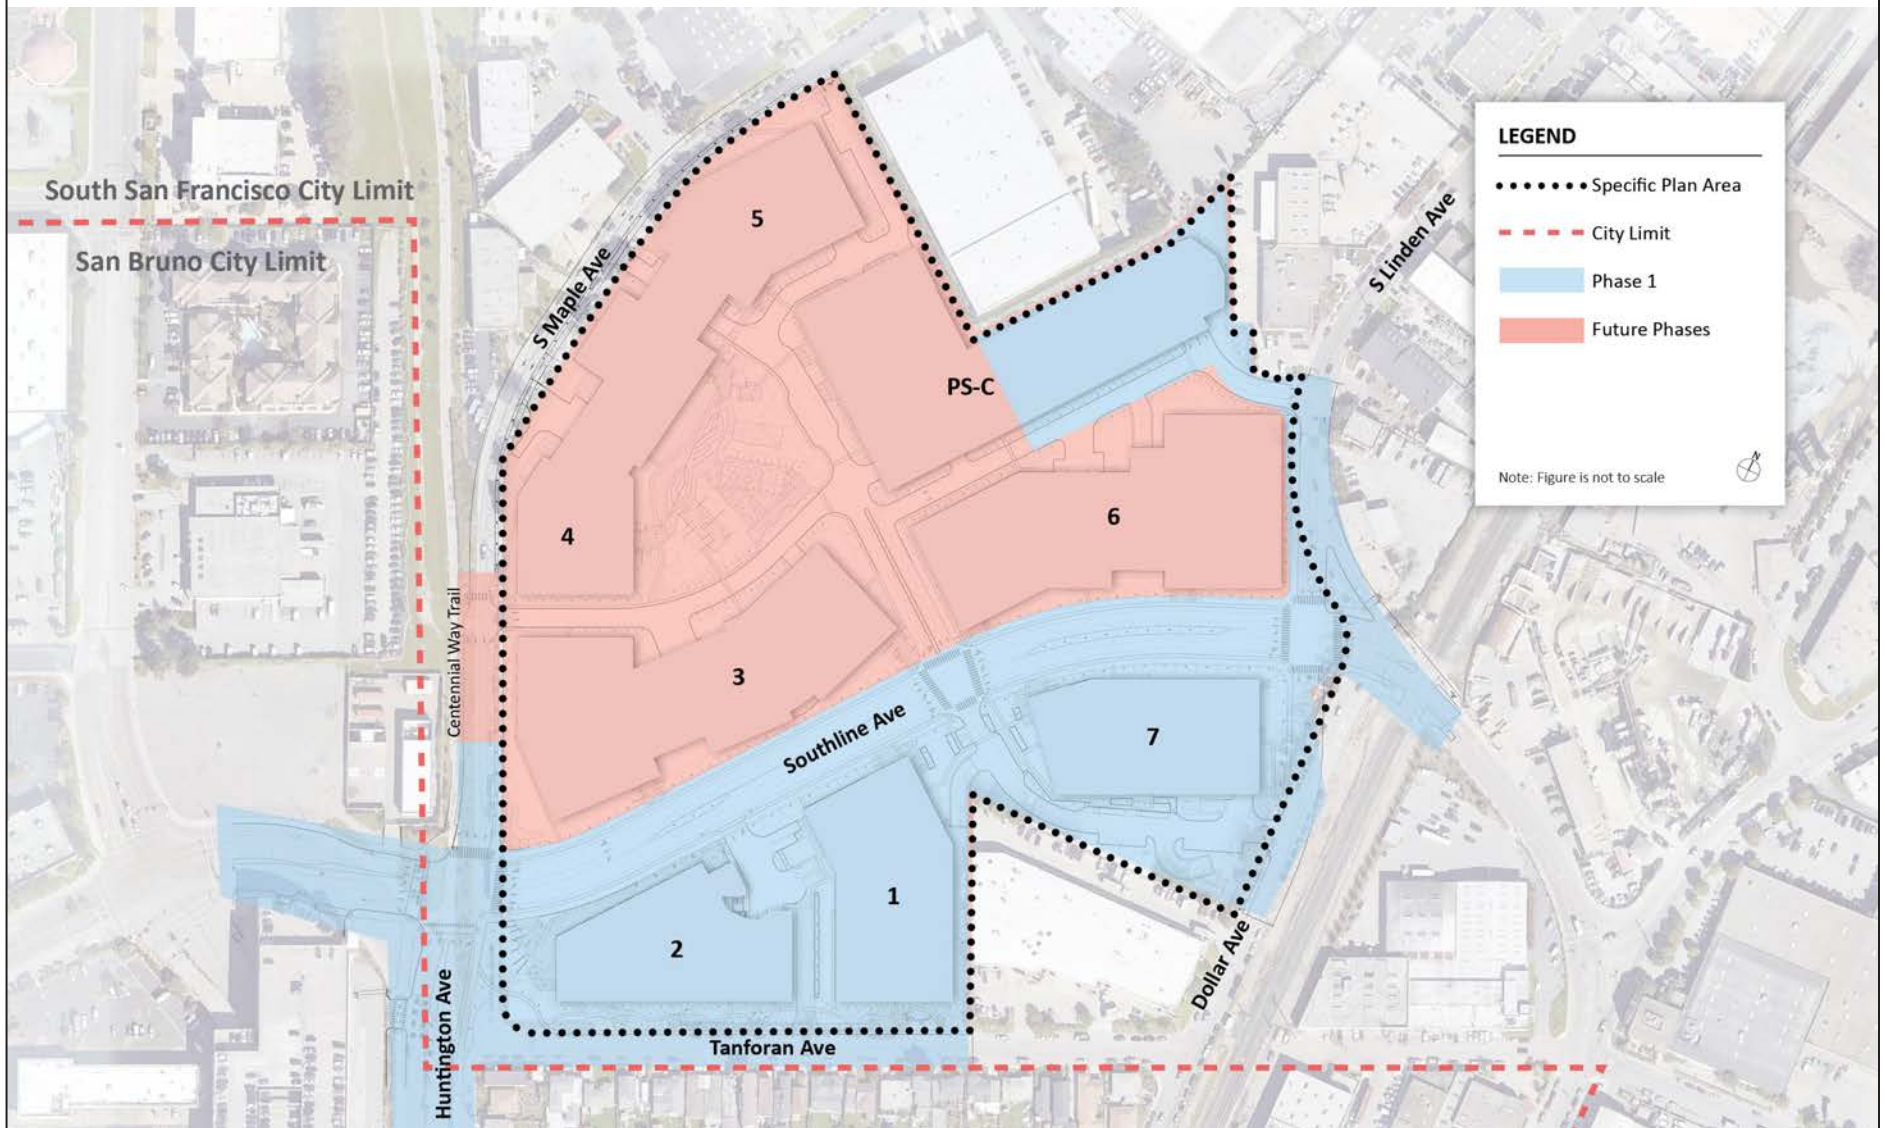 South San Francisco City Limit
San Bruno City Limit
S Maple Ave
S Linden Ave
5
PS-C
4
6
3
7
Centennial Way Trail
Southline Ave
1
2
Huntington Ave
Tanforan Ave
Dollar Ave
LEGEND
Specific Plan Area
City Limit
Phase 1
Future Phases
Note: Figure is not to scale
N